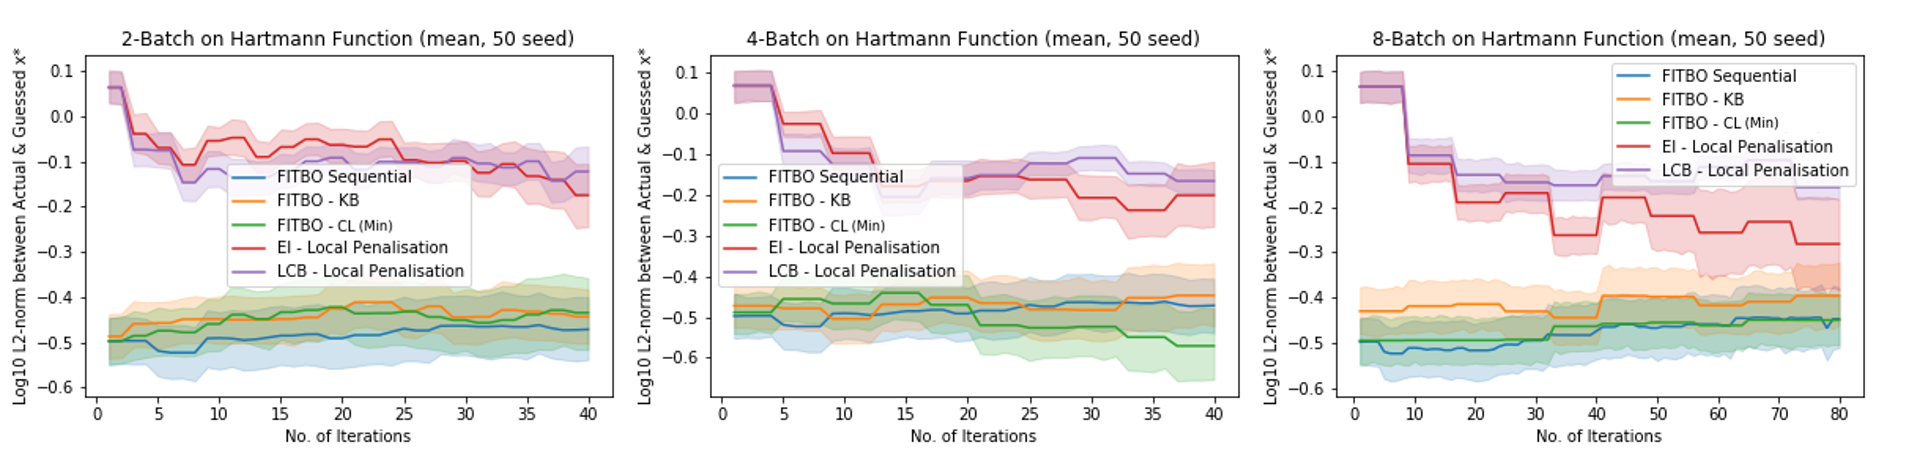 2-Batch on Hartmann Function (mean, 50 seed)
Log10 L2-norm between Actual & Guessed x*
0.1
0.0
−0.1
−0.2
−0.3
−0.4
−0.5
−0.6
FITBO Sequential
FITBO - KB
FITBO - CL (Min)
EI - Local Penalisation
LCB - Local Penalisation
0 5 10 15 20 25 30 35 40
No. of Iterations
4-Batch on Hartmann Function (mean, 50 seed)
Log10 L2-norm between Actual & Guessed x*
0.1
0.0
−0.1
−0.2
−0.3
−0.4
−0.5
−0.6
FITBO Sequential
FITBO - KB
FITBO - CL (Min)
EI - Local Penalisation
LCB - Local Penalisation
0 5 10 15 20 25 30 35 40
No. of Iterations
8-Batch on Hartmann Function (mean, 50 seed)
Log10 L2-norm between Actual & Guessed x*
0.1
0.0
−0.1
−0.2
−0.3
−0.4
−0.5
−0.6
FITBO Sequential
FITBO - KB
FITBO - CL (Min)
EI - Local Penalisation
LCB - Local Penalisation
0 10 20 30 40 50 60 70 80
No. of Iterations